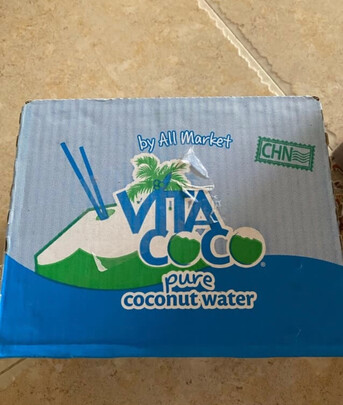 by All Market
CHN
VITA
COCO®
pure
coconut water